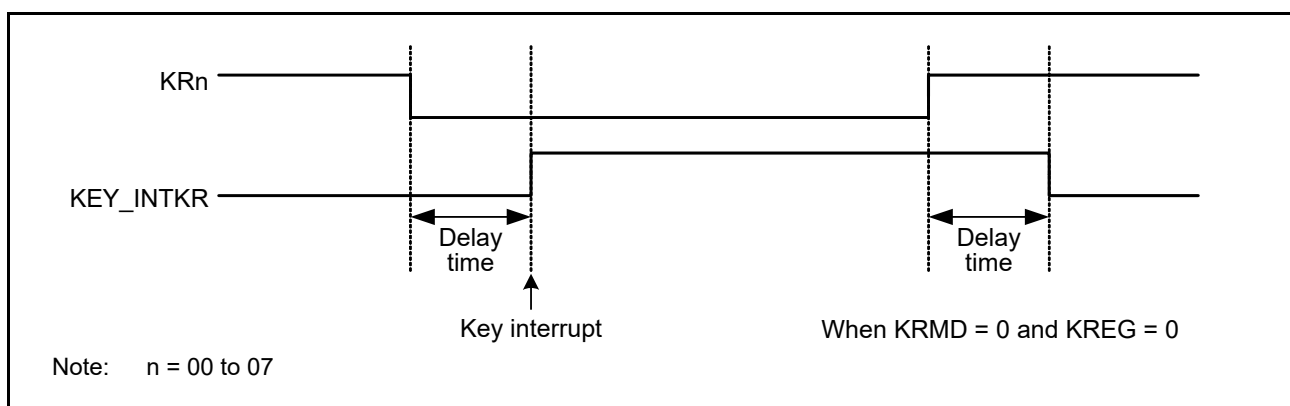 KRn
KEY_INTKR
Delay time
Delay time
Key interrupt
When KRMD = 0 and KREG = 0
Note: n = 00 to 07